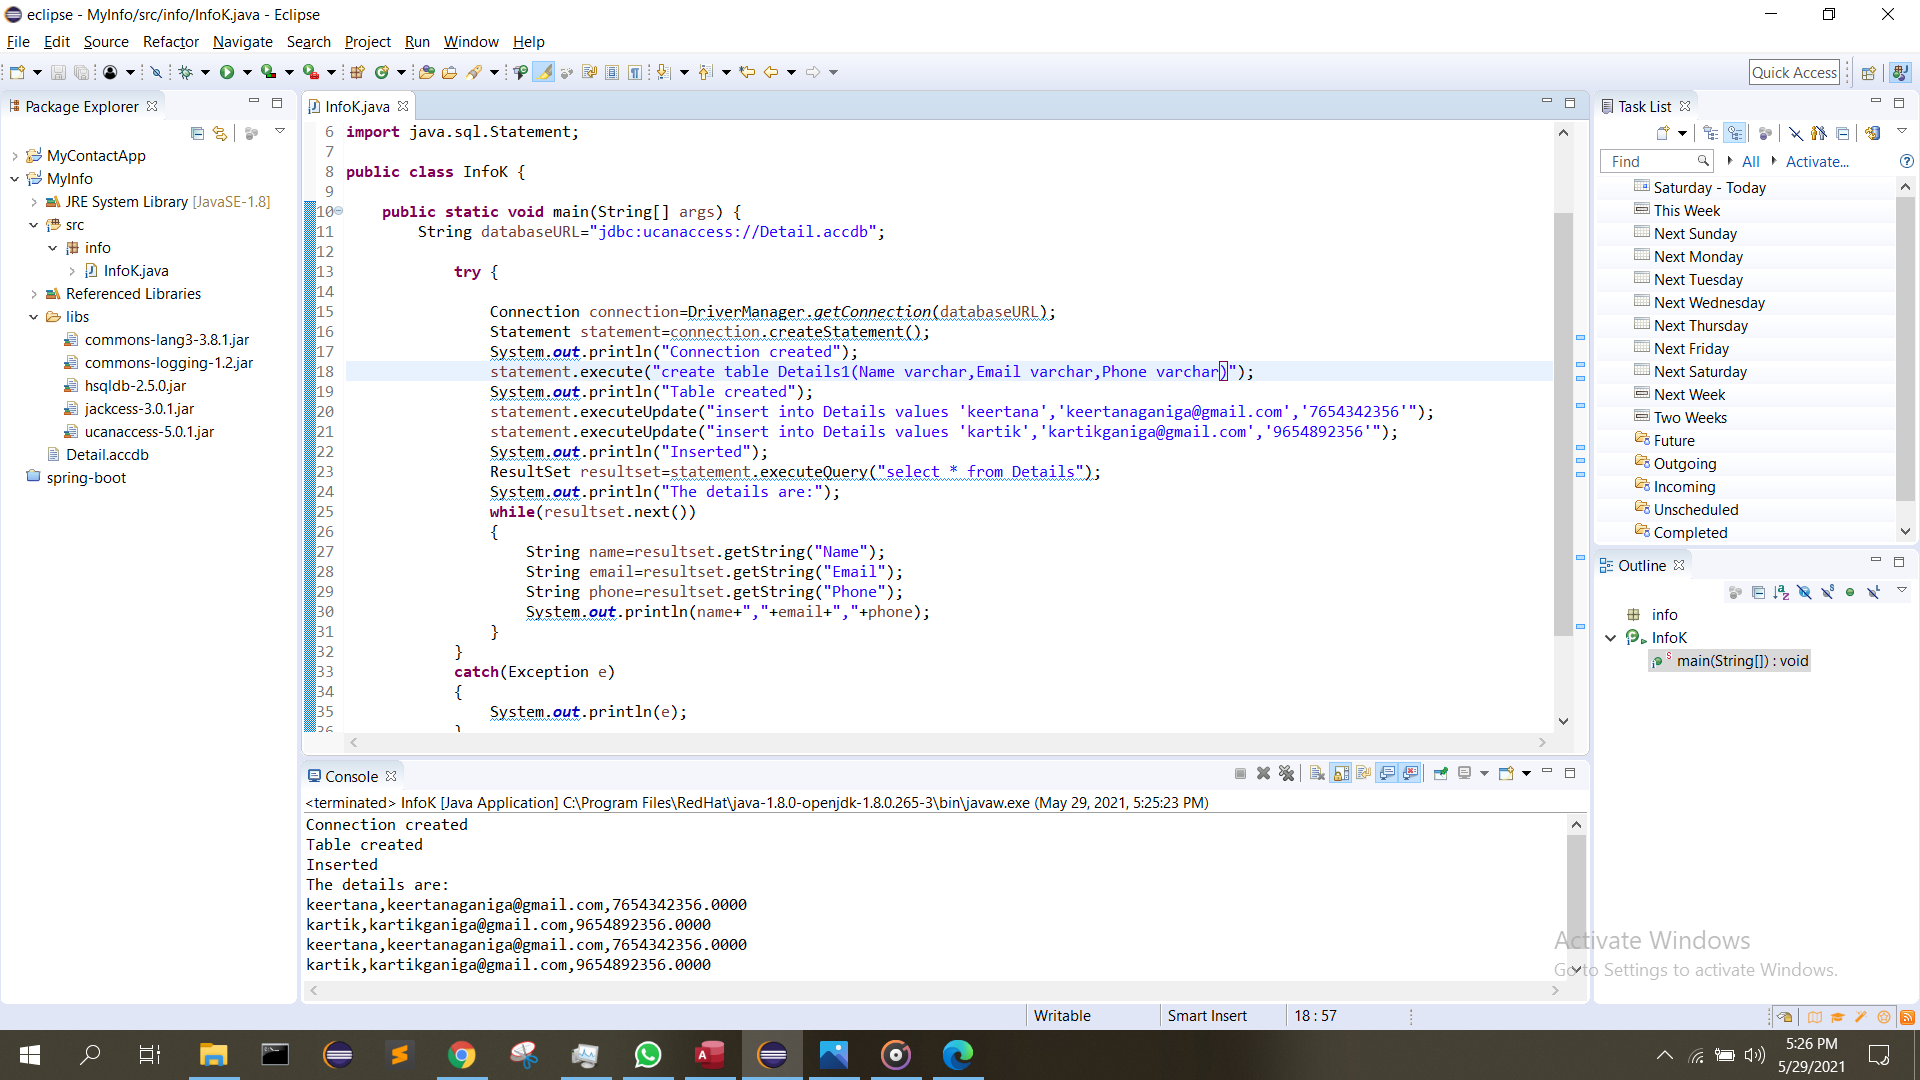 eclipse - MyInfo/src/info/InfoK.java - Eclipse
File Edit Source Refactor Navigate Search Project Run Window Help
Quick Access
Package Explorer
MyContactApp
MyInfo
JRE System Library [JavaSE-1.8]
src
info
InfoK.java
Referenced Libraries
libs
commons-lang3-3.8.1.jar
commons-logging-1.2.jar
hsqldb-2.5.0.jar
jackcess-3.0.1.jar
ucanaccess-5.0.1.jar
Detail.accdb
spring-boot
InfoK.java
6 import java.sql.Statement;
7
8 public class InfoK {
9
10 public static void main(String[] args) {
11 String databaseURL="jdbc:ucanaccess://Detail.accdb";
12
13 try {
14
15 Connection connection=DriverManager.getConnection(databaseURL);
16 Statement statement=connection.createStatement();
17 System.out.println("Connection created");
18 statement.execute("create table Details1(Name varchar,Email varchar,Phone varchar)");
19 System.out.println("Table created");
20 statement.executeUpdate("insert into Details values 'keertana','keertanaganiga@gmail.com','7654342356'");
21 statement.executeUpdate("insert into Details values 'kartik','kartikganiga@gmail.com','9654892356'");
22 System.out.println("Inserted");
23 ResultSet resultset=statement.executeQuery("select * from Details");
24 System.out.println("The details are:");
25 while(resultset.next())
26 {
27 String name=resultset.getString("Name");
28 String email=resultset.getString("Email");
29 String phone=resultset.getString("Phone");
30 System.out.println(name+","+email+","+phone);
31 }
32 }
33 catch(Exception e)
34 {
35 System.out.println(e);
36 }
Console
<terminated> InfoK [Java Application] C:\Program Files\RedHat\java-1.8.0-openjdk-1.8.0.265-3\bin\javaw.exe (May 29, 2021, 5:25:23 PM)
Connection created
Table created
Inserted
The details are:
keertana,keertanaganiga@gmail.com,7654342356.0000
kartik,kartikganiga@gmail.com,9654892356.0000
keertana,keertanaganiga@gmail.com,7654342356.0000
kartik,kartikganiga@gmail.com,9654892356.0000
Task List
Find All Activate...
Saturday - Today
This Week
Next Sunday
Next Monday
Next Tuesday
Next Wednesday
Next Thursday
Next Friday
Next Saturday
Next Week
Two Weeks
Future
Outgoing
Incoming
Unscheduled
Completed
Outline
info
InfoK
main(String[]) : void
Activate Windows
Go to Settings to activate Windows.
Writable Smart Insert 18 : 57
5:26 PM
5/29/2021